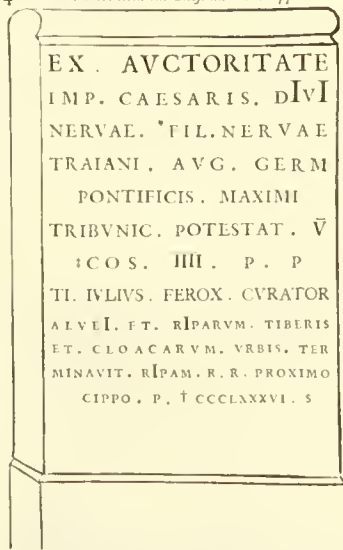 EX . AVCTORITATE
IMP. CAESARIS. DIVI
NERVAE. FIL. NERVAE
TRAIANI . AVG . GERM
PONTIFICIS . MAXIMI
TRIBVNIC . POTESTAT . V̄
COS . IIII . P . P
TI. IVLIVS . FEROX . CVRATOR
ALVEI. ET. RIPARVM. TIBERIS
ET. CLOACARVM. VRBIS. TER
MINAVIT. RIPAM. R. R. PROXIMO
CIPPO . P . † CCCLXXXVI . S